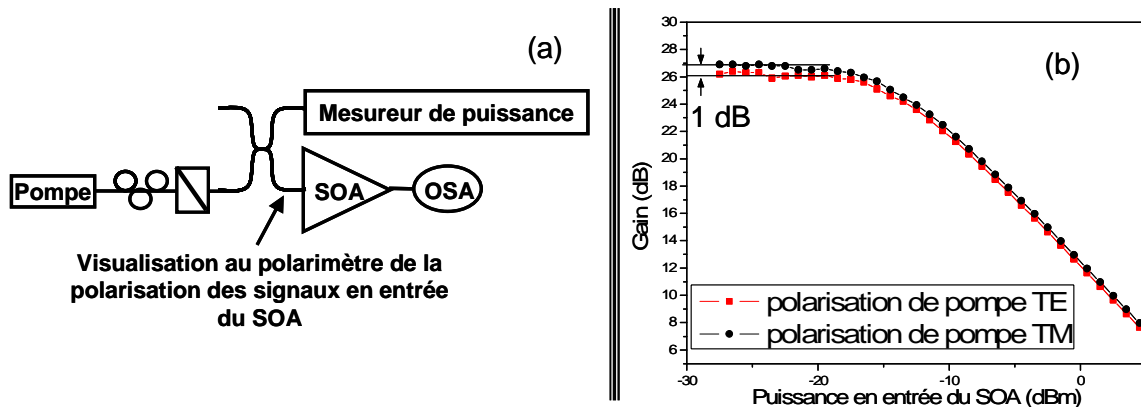 (a)
Mesureur de puissance
Pompe
SOA
OSA
Visualisation au polarimètre de la
polarisation des signaux en entrée
du SOA
(b)
30
28
26
24
22
20
18
16
14
12
10
8
6
Gain (dB)
1 dB
polarisation de pompe TE
polarisation de pompe TM
-30
-20
-10
0
Puissance en entrée du SOA (dBm)